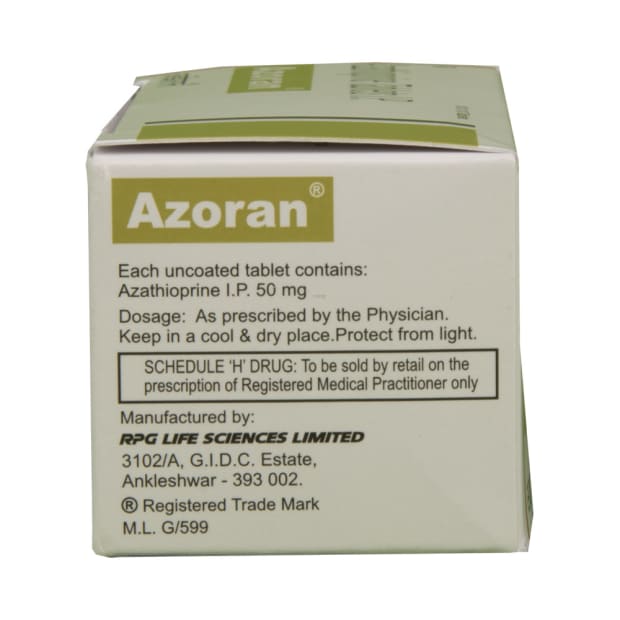 Azoran®
Each uncoated tablet contains:
Azathioprine I.P. 50 mg
Dosage: As prescribed by the Physician.
Keep in a cool & dry place.Protect from light.
SCHEDULE 'H' DRUG: To be sold by retail on the
prescription of Registered Medical Practitioner only
Manufactured by:
RPG LIFE SCIENCES LIMITED
3102/A, G.I.D.C. Estate,
Ankleshwar - 393 002.
® Registered Trade Mark
M.L. G/599